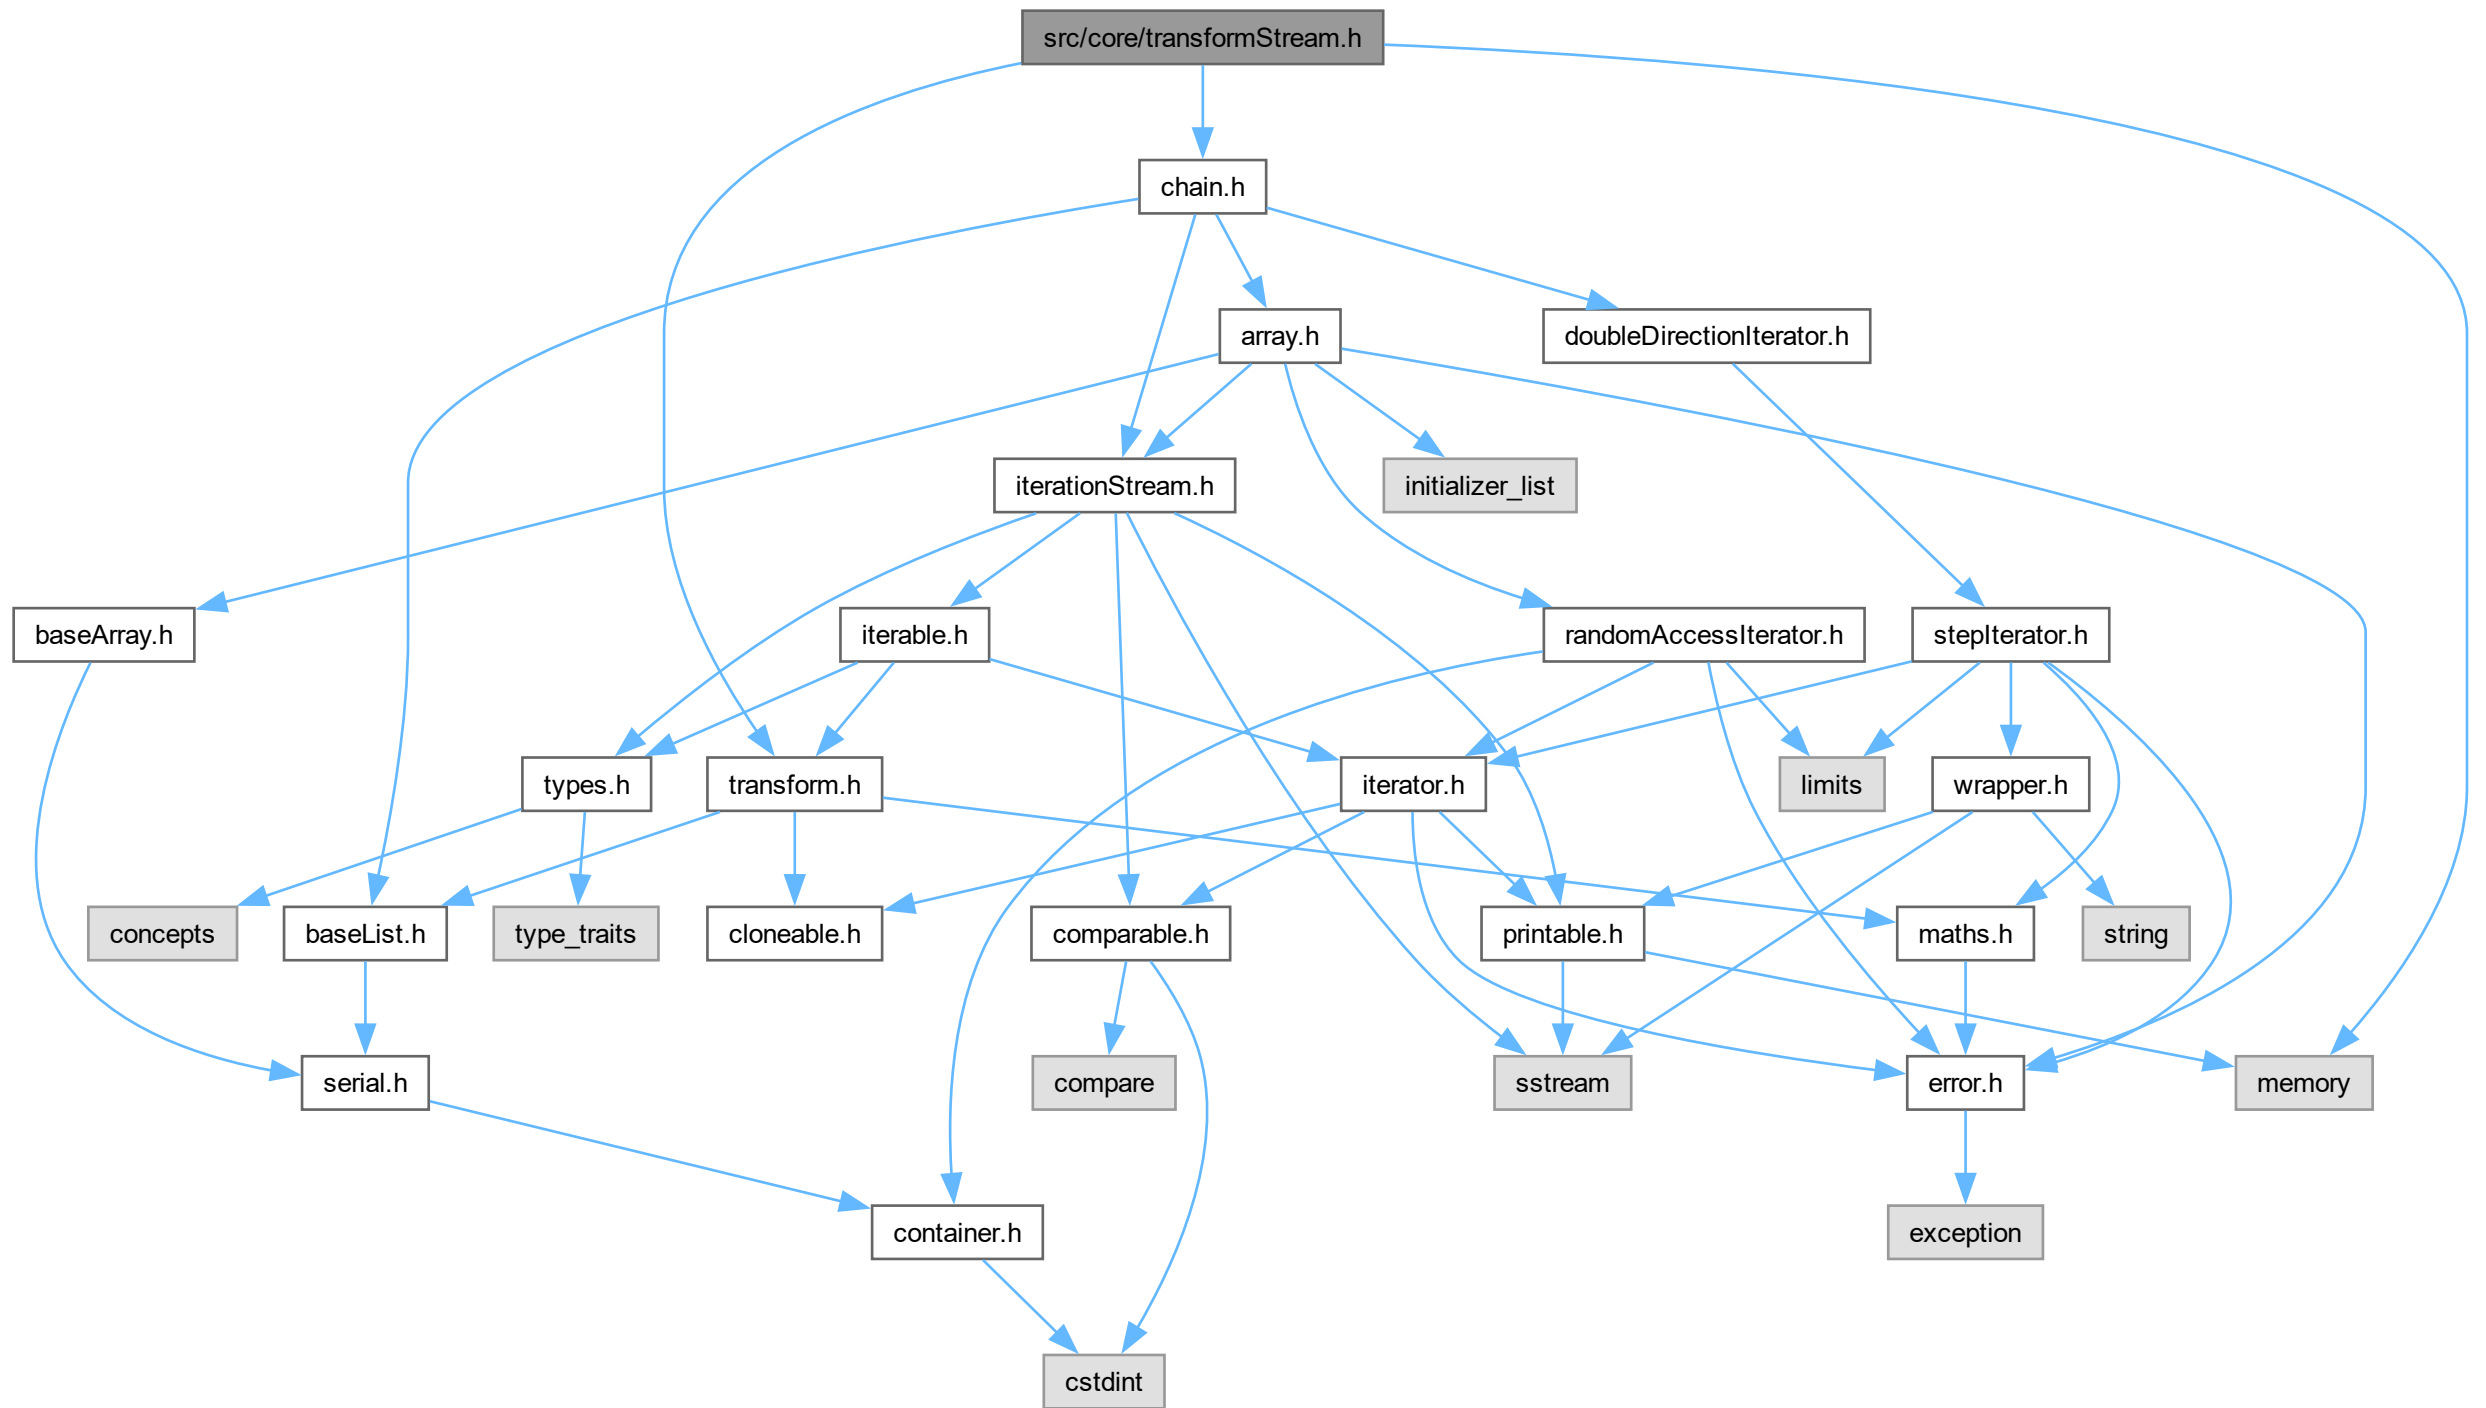 src/core/transformStream.h
chain.h
array.h
doubleDirectionIterator.h
iterationStream.h
initializer_list
baseArray.h
iterable.h
randomAccessIterator.h
stepIterator.h
types.h
transform.h
iterator.h
limits
wrapper.h
concepts
baseList.h
type_traits
cloneable.h
comparable.h
printable.h
maths.h
string
serial.h
compare
sstream
error.h
memory
container.h
exception
cstdint